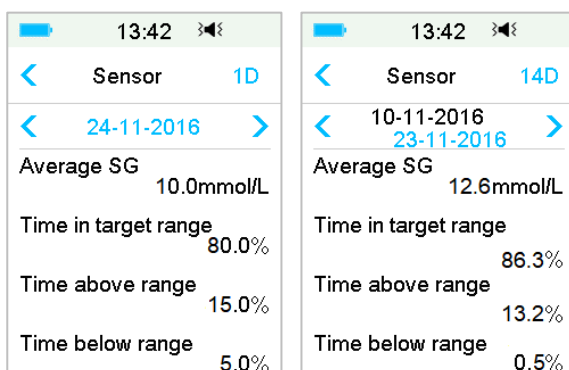 13:42
Sensor 1D
24-11-2016
Average SG
10.0mmol/L
Time in target range
80.0%
Time above range
15.0%
Time below range
5.0%
13:42
Sensor 14D
10-11-2016
23-11-2016
Average SG
12.6mmol/L
Time in target range
86.3%
Time above range
13.2%
Time below range
0.5%